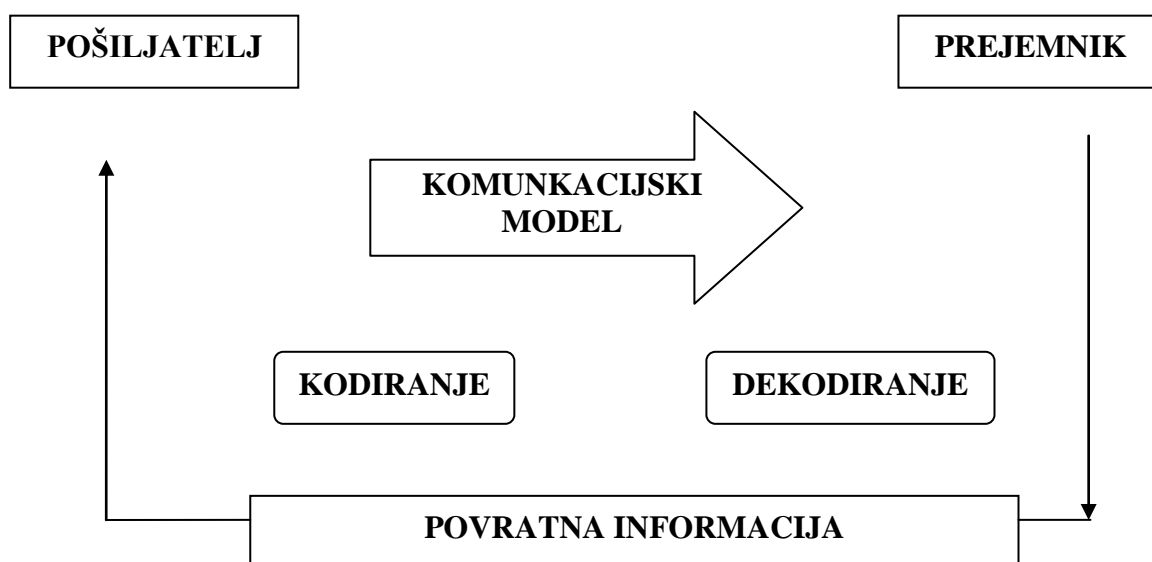 POŠILJATELJ
PREJEMNIK
KOMUNKACIJSKI
MODEL
KODIRANJE
DEKODIRANJE
POVRATNA INFORMACIJA